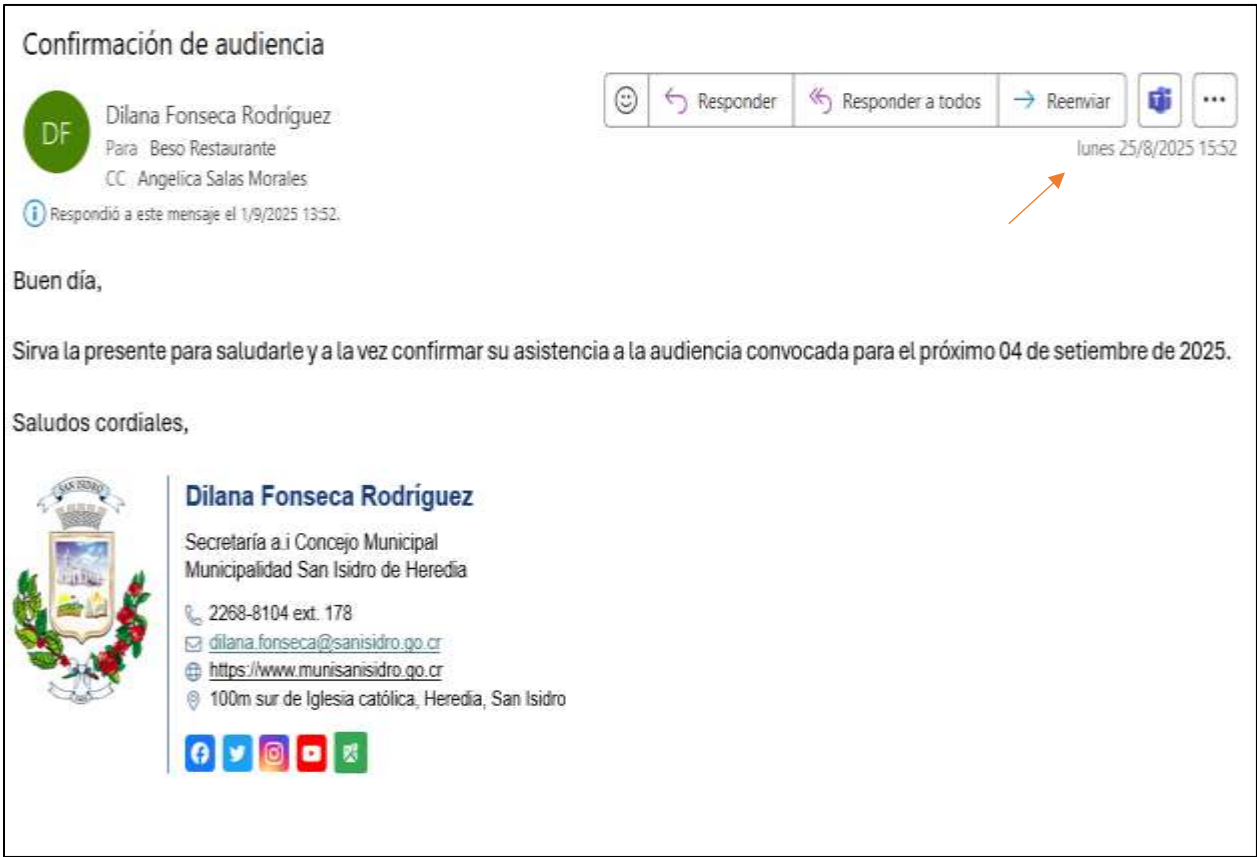 Confirmación de audiencia
DF
Dilana Fonseca Rodríguez
Para Beso Restaurante
CC Angelica Salas Morales
Responder
Responder a todos
Reenviar
lunes 25/8/2025 15:52
Respondió a este mensaje el 1/9/2025 13:52.
Buen día,
Sirva la presente para saludarle y a la vez confirmar su asistencia a la audiencia convocada para el próximo 04 de setiembre de 2025.
Saludos cordiales,
SAN ISIDRO
Dilana Fonseca Rodríguez
Secretaría a.i Concejo Municipal
Municipalidad San Isidro de Heredia
2268-8104 ext. 178
dilana.fonseca@sanisidro.go.cr
https://www.munisanisidro.go.cr
100m sur de Iglesia católica, Heredia, San Isidro